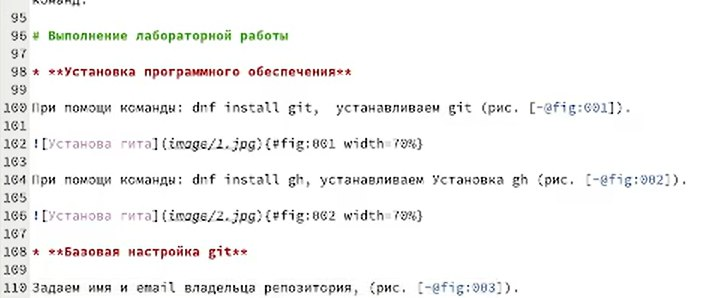 команд.
95
96 # Выполнение лабораторной работы
97
98 * **Установка программного обеспечения**
99
100 При помощи команды: dnf install git,  устанавливаем git (рис. [-@fig:001]).
101
102 ![Установа гита](image/1.jpg){#fig:001 width=70%}
103
104 При помощи команды: dnf install gh, устанавливаем Установка gh (рис. [-@fig:002]).
105
106 ![Установа гита](image/2.jpg){#fig:002 width=70%}
107
108 * **Базовая настройка git**
109
110 Задаем имя и email владельца репозитория, (рис. [-@fig:003]).